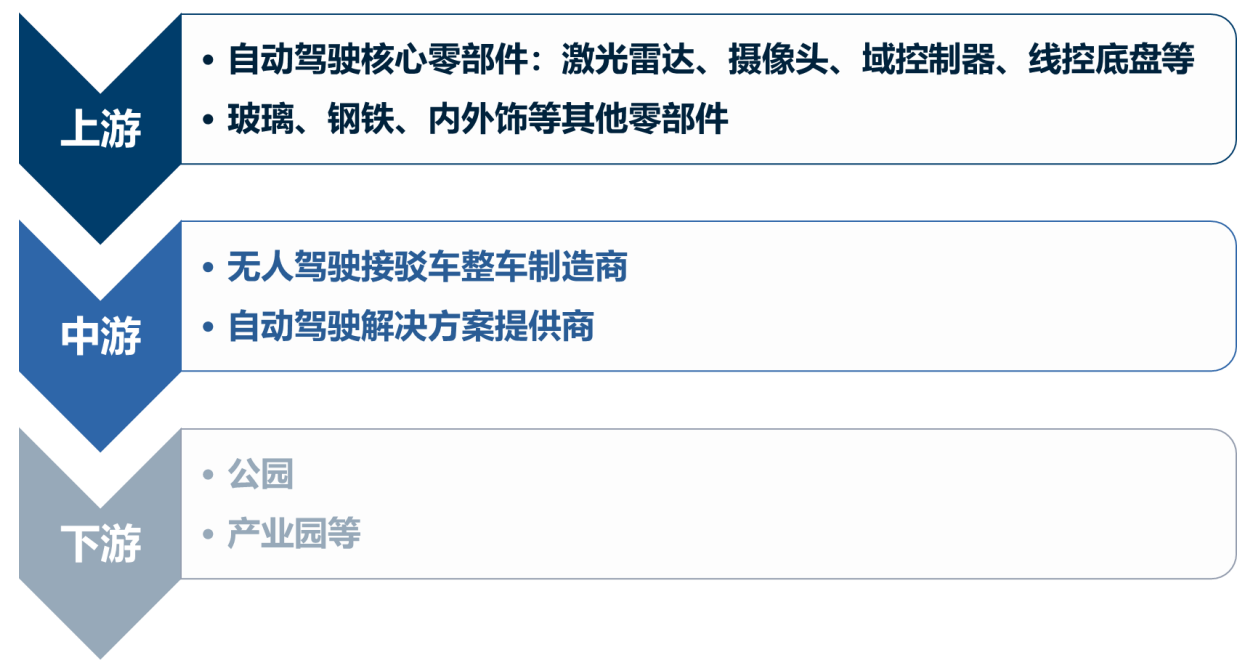 上游
• 自动驾驶核心零部件：激光雷达、摄像头、域控制器、线控底盘等
• 玻璃、钢铁、内外饰等其他零部件
中游
• 无人驾驶接驳车整车制造商
• 自动驾驶解决方案提供商
下游
• 公园
• 产业园等